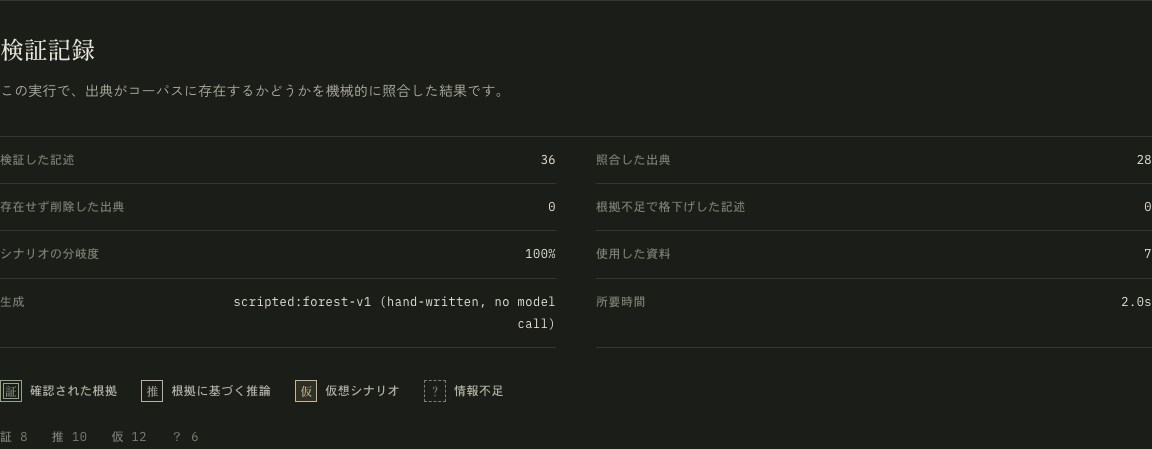 検証記録
この実行で、出典がコーパスに存在するかどうかを機械的に照合した結果です。
検証した記述 36 照合した出典 28
存在せず削除した出典 0 根拠不足で格下げした記述 0
シナリオの分岐度 100% 使用した資料 7
生成 scripted:forest-v1 (hand-written, no model 所要時間 2.0s
call)
証 確認された根拠 推 根拠に基づく推論 仮 仮想シナリオ ? 情報不足
証 8 推 10 仮 12 ? 6